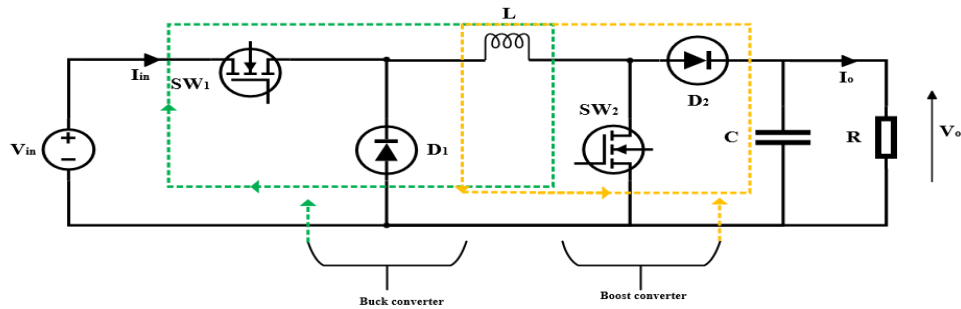 L
Iin
SW1
D2
Io
SW2
Vin
+
−
D1
C
R
Vo
Buck converter
Boost converter